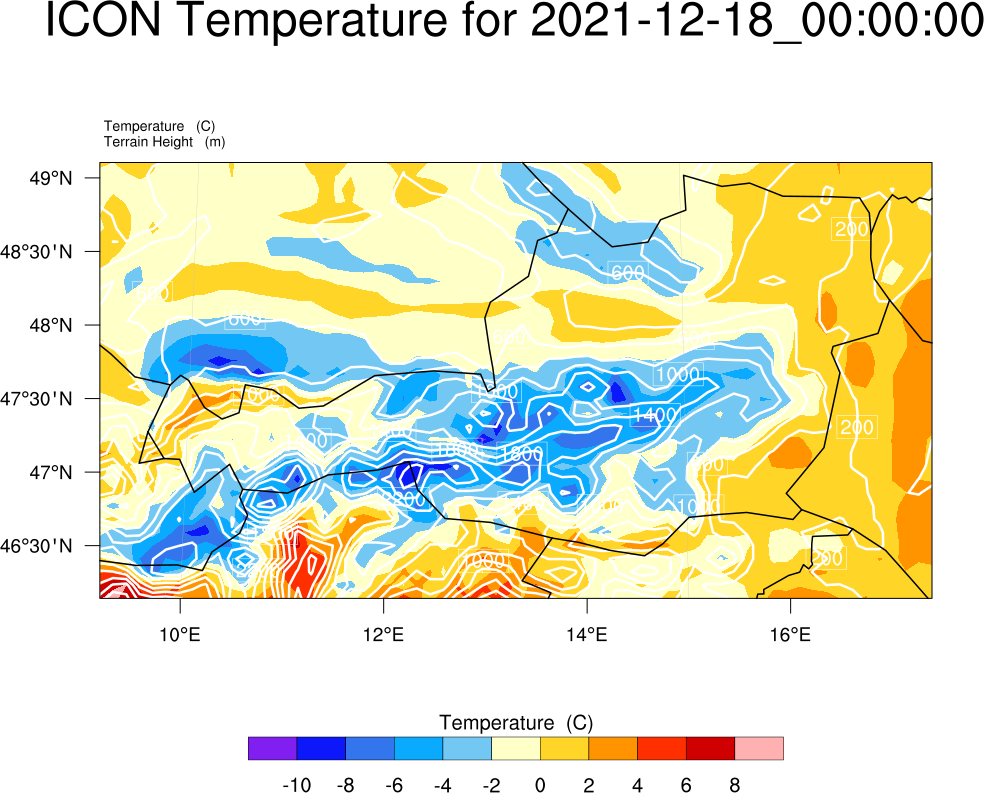 ICON Temperature for 2021-12-18_00:00:00
Temperature (C)
Terrain Height (m)
49°N
48°30'N
48°N
47°30'N
47°N
46°30'N
10°E
12°E
14°E
16°E
200
600
600
1000
1400
200
1800
2200
1000
1000
200
Temperature (C)
-10 -8 -6 -4 -2 0 2 4 6 8